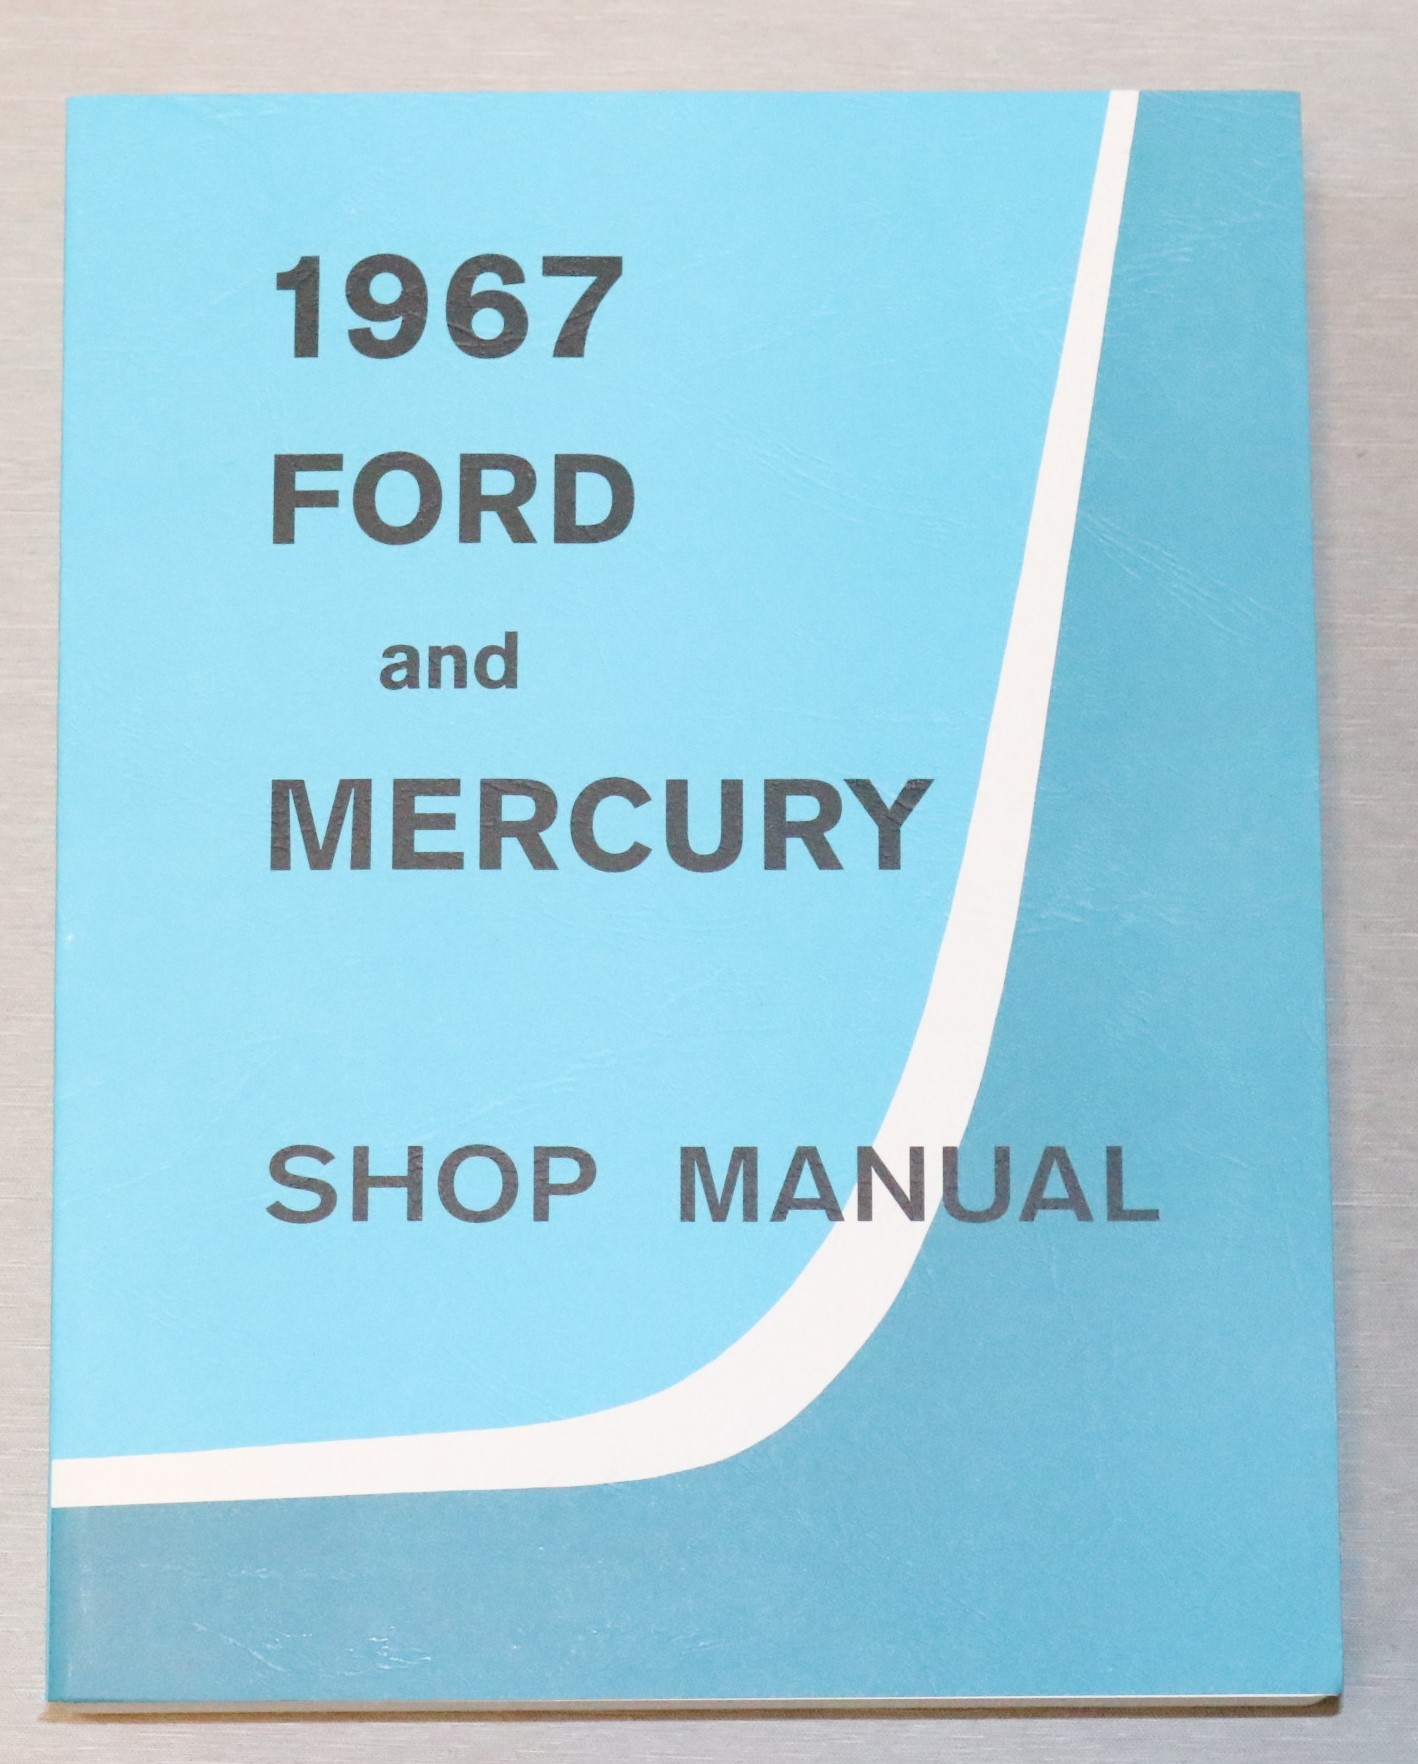 1967
FORD
and
MERCURY
SHOP MANUAL